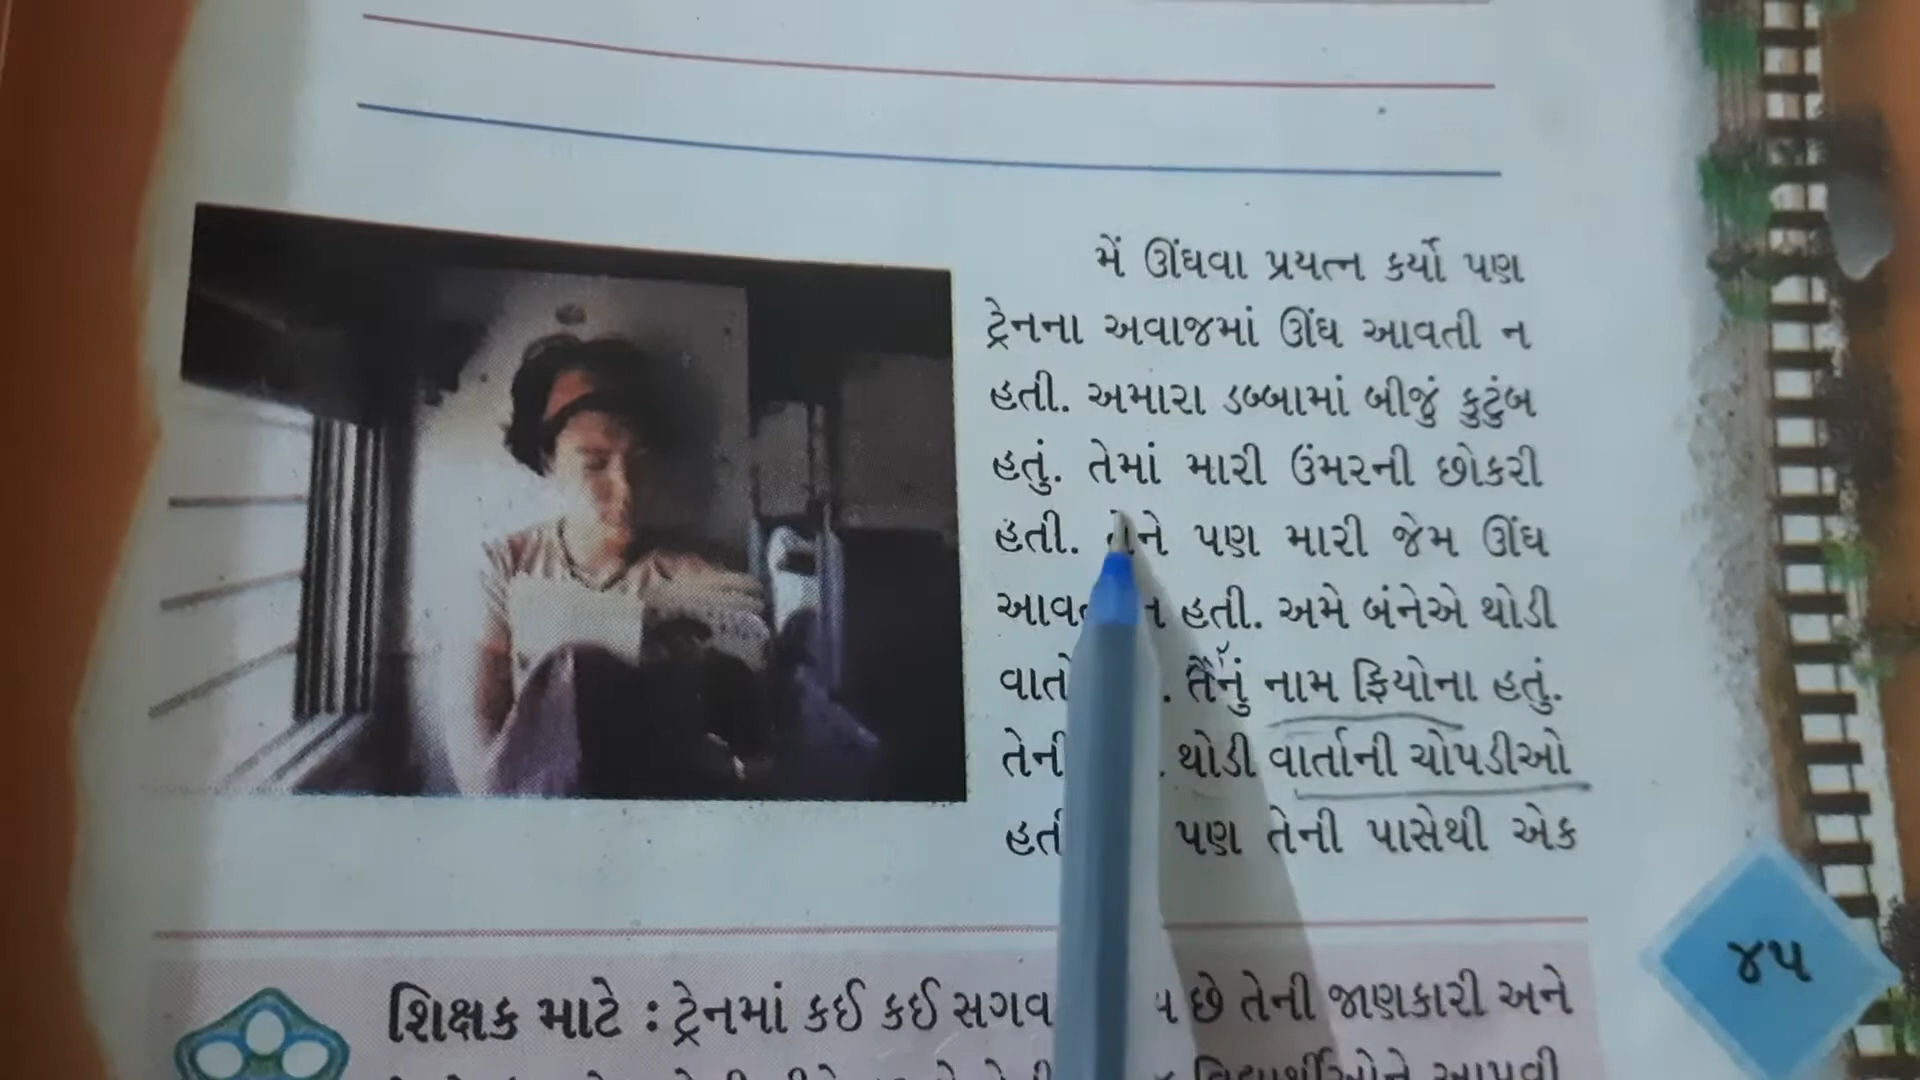 મેં ઊંઘવા પ્રયત્ન કર્યો પણ
ટ્રેનના અવાજમાં ઊંઘ આવતી ન
હતી. અમારા ડબ્બામાં બીજું કુટુંબ
હતું. તેમાં મારી ઉંમરની છોકરી
હતી. તેને પણ મારી જેમ ઊંઘ
ન હતી. અમે બંનેએ થોડી
તેનું નામ ફિયોના હતું.
થોડી વાર્તાની ચોપડીઓ
પણ તેની પાસેથી એક
શિક્ષક માટે : ટ્રેનમાં કઈ કઈ છે તેની જાણકારી અને
૪૫